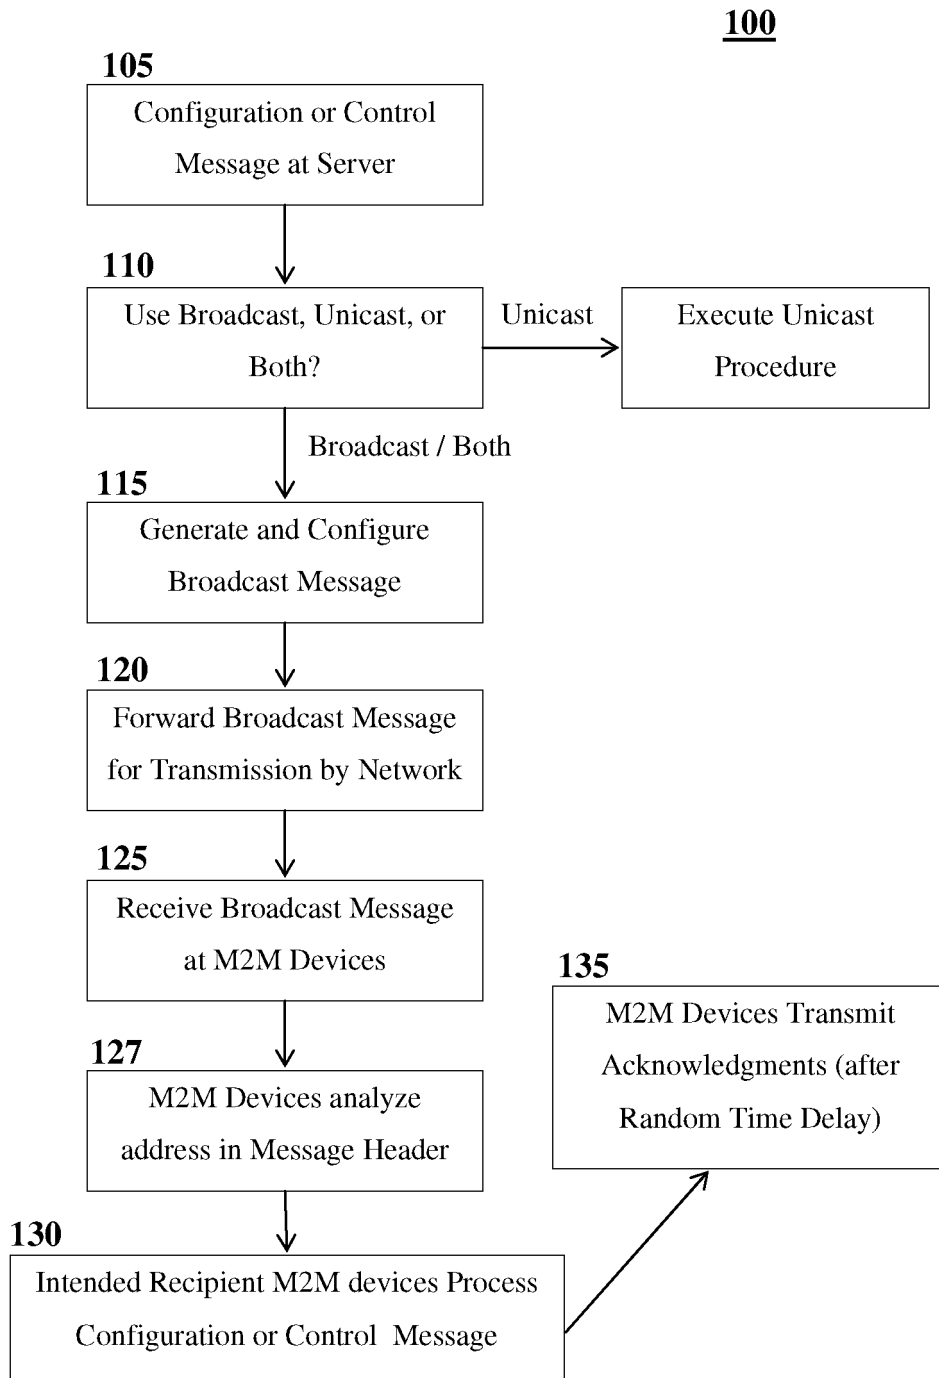 100
105
Configuration or Control
Message at Server
110
Use Broadcast, Unicast, or
Both?
Unicast
Execute Unicast
Procedure
Broadcast / Both
115
Generate and Configure
Broadcast Message
120
Forward Broadcast Message
for Transmission by Network
125
Receive Broadcast Message
at M2M Devices
127
M2M Devices analyze
address in Message Header
130
Intended Recipient M2M devices Process
Configuration or Control Message
135
M2M Devices Transmit
Acknowledgments (after
Random Time Delay)